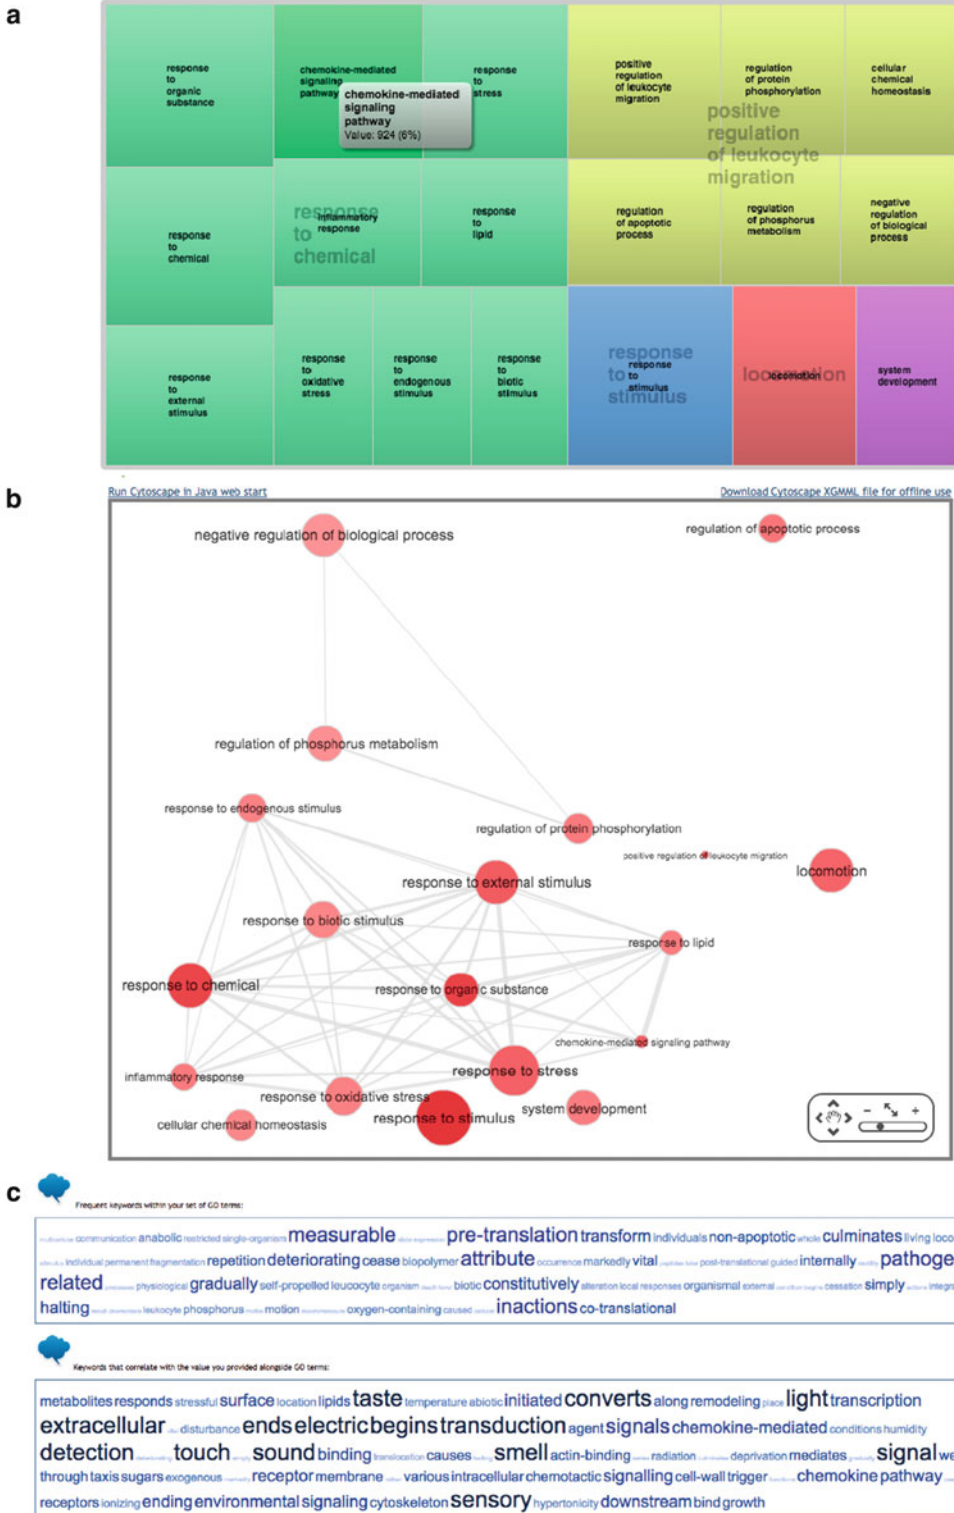 a
response
to
organic
substance
chemokine-mediated
signaling
pathway
chemokine-mediated
signaling
pathway
Value: 924 (6%)
response
to
stress
positive
regulation
of leukocyte
migration
regulation
of protein
phosphorylation
cellular
chemical
homeostasis
positive
regulation
of leukocyte
migration
response
to
chemical
response
to
chemical
inflammatory
response
response
to
lipid
regulation
of apoptotic
process
regulation
of phosphorus
metabolism
negative
regulation
of biological
process
response
to
external
stimulus
response
to
oxidative
stress
response
to
endogenous
stimulus
response
to
biotic
stimulus
response
to
stimulus
response
to
stimulus
locomotion
locomotion
system
development
b
Run Cytoscape in Java web start
Download Cytoscape XGMML file for offline use
negative regulation of biological process
regulation of apoptotic process
regulation of phosphorus metabolism
response to endogenous stimulus
regulation of protein phosphorylation
positive regulation of leukocyte migration
locomotion
response to external stimulus
response to biotic stimulus
response to lipid
response to chemical
response to organic substance
chemokine-mediated signaling pathway
inflammatory response
response to stress
response to oxidative stress
response to stimulus
system development
cellular chemical homeostasis
c
Frequent keywords within your set of GO terms:
communication anabolic restricted single-organism measurable pre-translation transform individuals non-apoptotic whole culminates living loco
individual permanent fragmentation repetition deteriorating cease biopolymer attribute occurrence markedly vital post-translational guided internally pathoge
related physiological gradually self-propelled leucocyte organism biotic constitutively alteration local responses organismal external cessation simply integra
halting leukocyte phosphorus motion oxygen-containing caused inactions co-translational
Keywords that correlate with the value you provided alongside GO terms:
metabolites responds stressful surface location lipids taste temperature abiotic initiated converts along remodeling place light transcription
extracellular disturbance ends electric begins transduction agent signals chemokine-mediated conditions humidity
detection touch sound binding translocation causes smell actin-binding radiation deprivation mediates signal we
through taxis sugars exogenous receptor membrane various intracellular chemotactic signalling cell-wall trigger chemokine pathway
receptors ionizing ending environmental signaling cytoskeleton sensory hypertonicity downstream bind growth